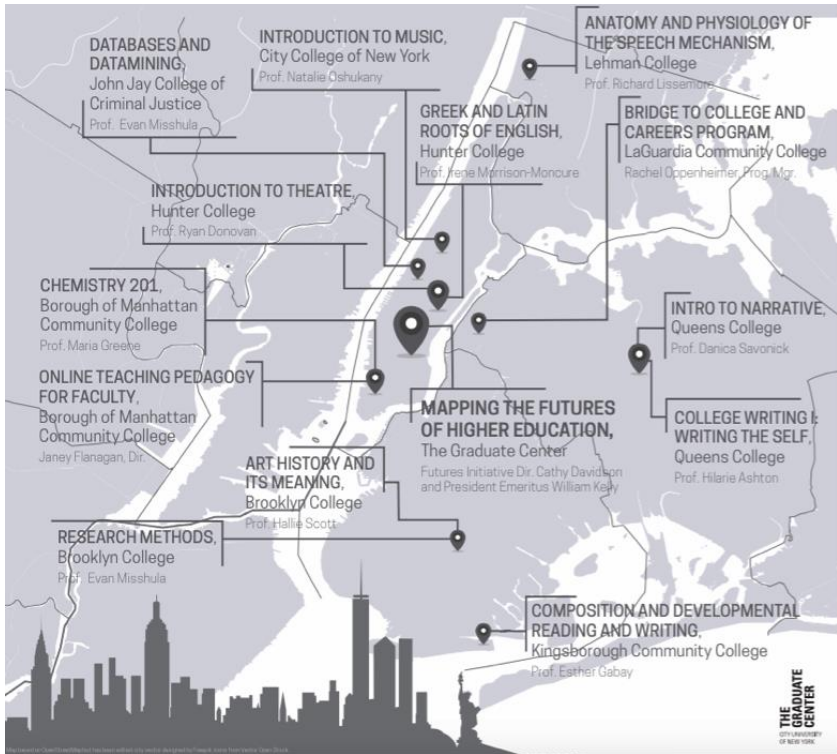 DATABASES AND
DATAMINING,
John Jay College of
Criminal Justice
Prof. Evan Misshula
INTRODUCTION TO MUSIC,
City College of New York
Prof. Natalie Oshukany
ANATOMY AND PHYSIOLOGY OF
THE SPEECH MECHANISM,
Lehman College
Prof. Richard Lissemore
GREEK AND LATIN
ROOTS OF ENGLISH,
Hunter College
Prof. Irene Morrison-Moncure
BRIDGE TO COLLEGE AND
CAREERS PROGRAM,
LaGuardia Community College
Rachel Oppenheimer, Prog. Mgr.
INTRODUCTION TO THEATRE,
Hunter College
Prof. Ryan Donovan
CHEMISTRY 201,
Borough of Manhattan
Community College
Prof. Maria Greene
INTRO TO NARRATIVE,
Queens College
Prof. Danica Savonick
ONLINE TEACHING PEDAGOGY
FOR FACULTY,
Borough of Manhattan
Community College
Janey Flanagan, Dir.
MAPPING THE FUTURES
OF HIGHER EDUCATION,
The Graduate Center
Futures Initiative Dir. Cathy Davidson
and President Emeritus William Kelly
COLLEGE WRITING I:
WRITING THE SELF,
Queens College
Prof. Hilarie Ashton
ART HISTORY AND
ITS MEANING,
Brooklyn College
Prof. Hallie Scott
RESEARCH METHODS,
Brooklyn College
Prof. Evan Misshula
COMPOSITION AND DEVELOPMENTAL
READING AND WRITING,
Kingsborough Community College
Prof. Esther Gabay
THE
GRADUATE
CENTER
CITY UNIVERSITY
OF NEW YORK